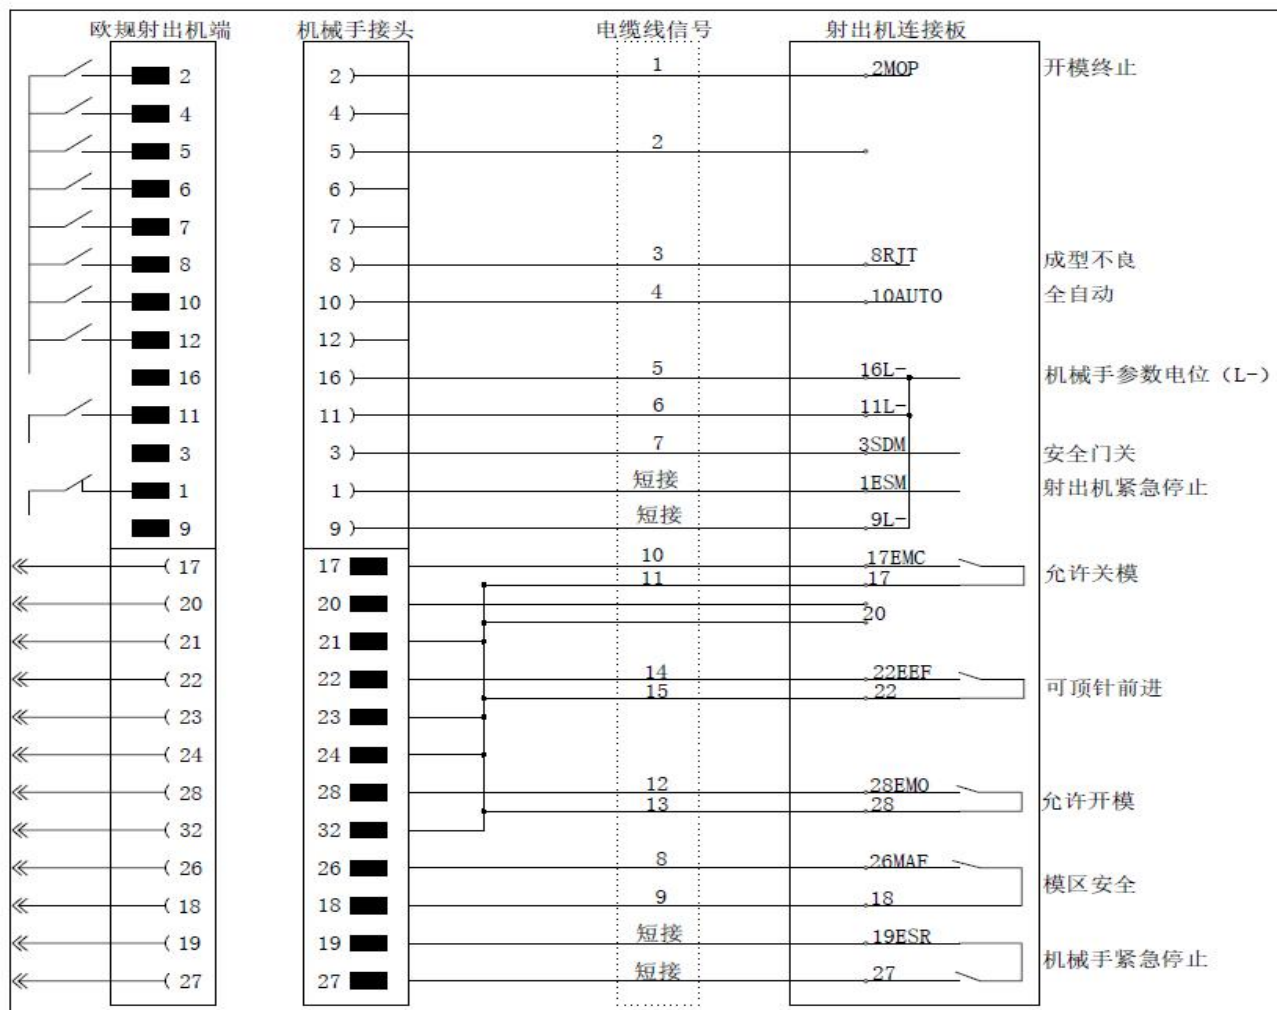 欧规射出机端 机械手接头 电缆线信号 射出机连接板
2 2 1 2MOP 开模终止
4 4
5 5 2
6 6
7 7
8 8 3 8RJT 成型不良
10 10 4 10AUTO 全自动
12 12
16 16 5 16L- 机械手参数电位（L-）
11 11 6 11L-
3 3 7 3SDM 安全门关
1 1 短接 1ESM 射出机紧急停止
9 9 短接 9L-
17 17 10 17EMC 允许关模
11 17
20 20 20
21 21
22 22 14 22EEF 可顶针前进
15 22
23 23
24 24
28 28 12 28EMO 允许开模
13 28
32 32
26 26 8 26MAF 模区安全
18 18 9 18
19 19 短接 19ESR 机械手紧急停止
27 27 短接 27